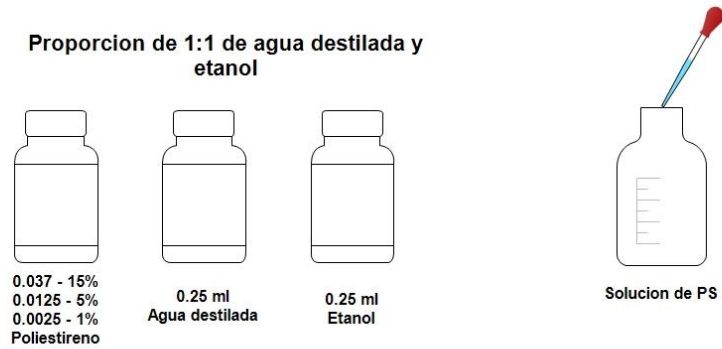 Proporcion de 1:1 de agua destilada y
etanol
0.037 - 15%
0.0125 - 5%
0.0025 - 1%
Poliestireno
0.25 ml
Agua destilada
0.25 ml
Etanol
Solucion de PS